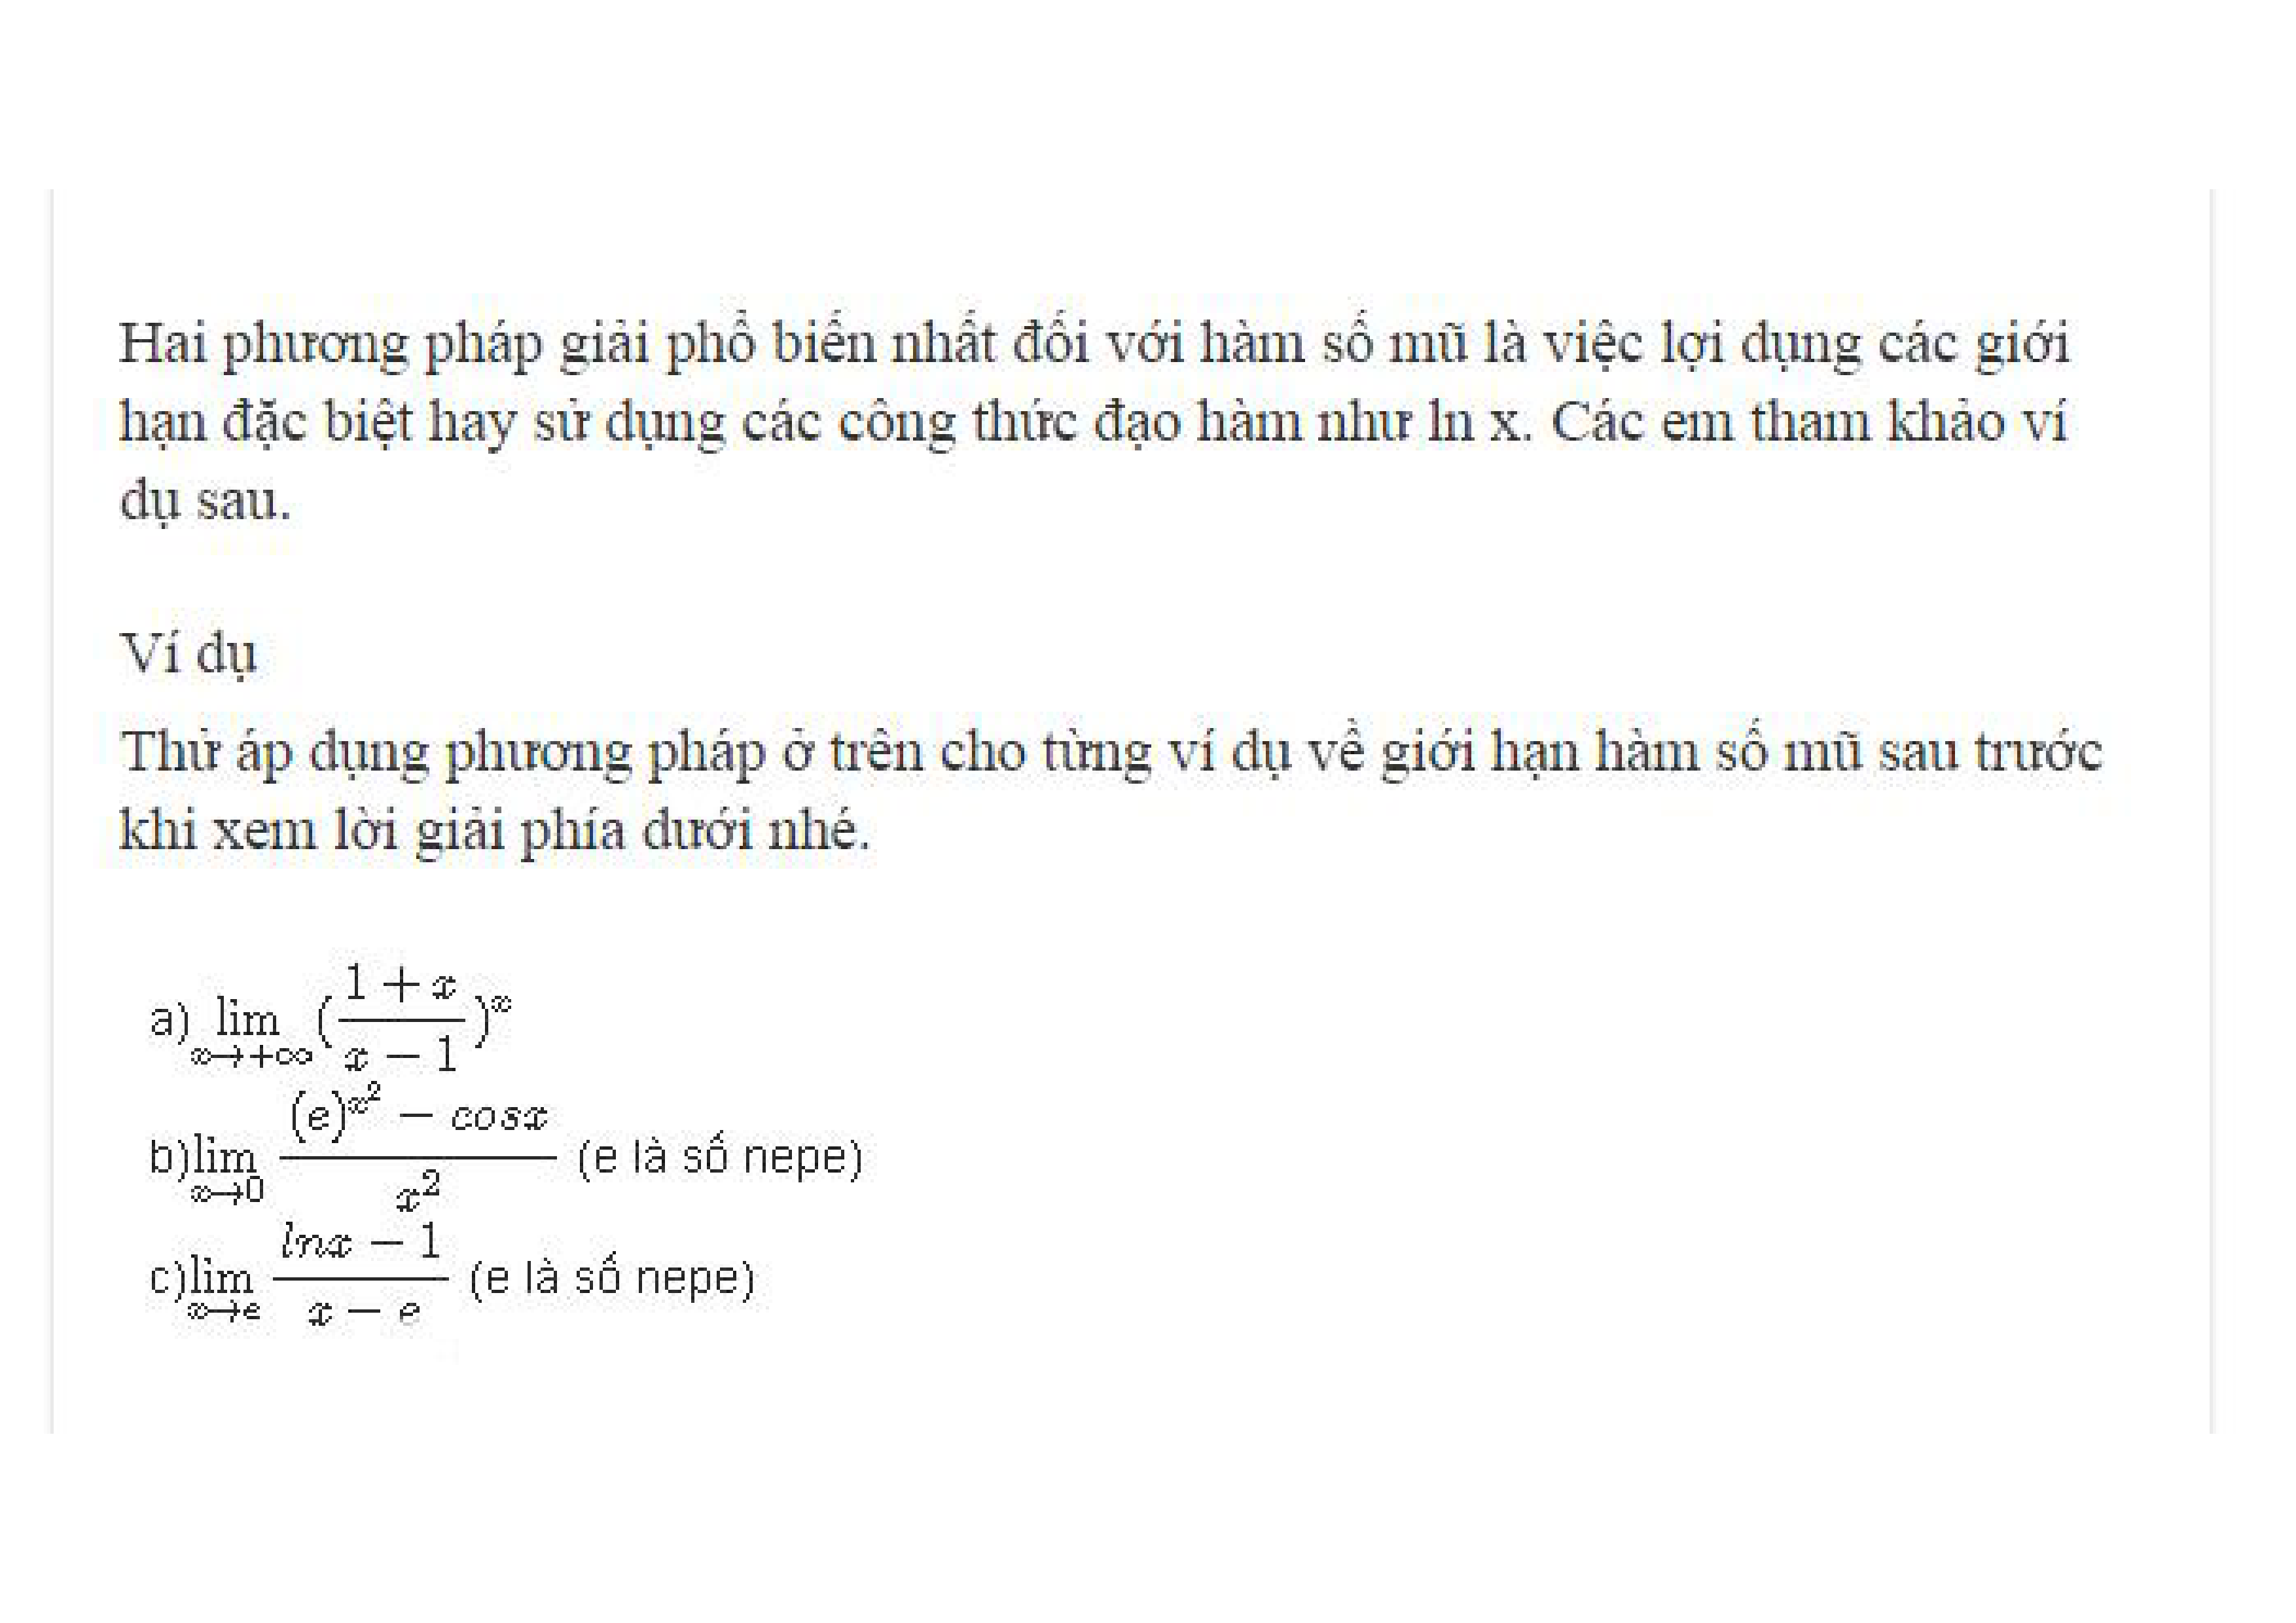 Hai phương pháp giải phổ biến nhất đối với hàm số mũ là việc lợi dụng các giới
hạn đặc biệt hay sử dụng các công thức đạo hàm như ln x. Các em tham khảo ví
dụ sau.
Ví dụ
Thử áp dụng phương pháp ở trên cho từng ví dụ về giới hạn hàm số mũ sau trước
khi xem lời giải phía dưới nhé.
a) \lim_{x \to +\infty} (\frac{1+x}{x-1})^x
b) \lim_{x \to 0} \frac{(e)^{x^2} - cosx}{x^2} (e là số nepe)
c) \lim_{x \to e} \frac{lnx - 1}{x - e} (e là số nepe)